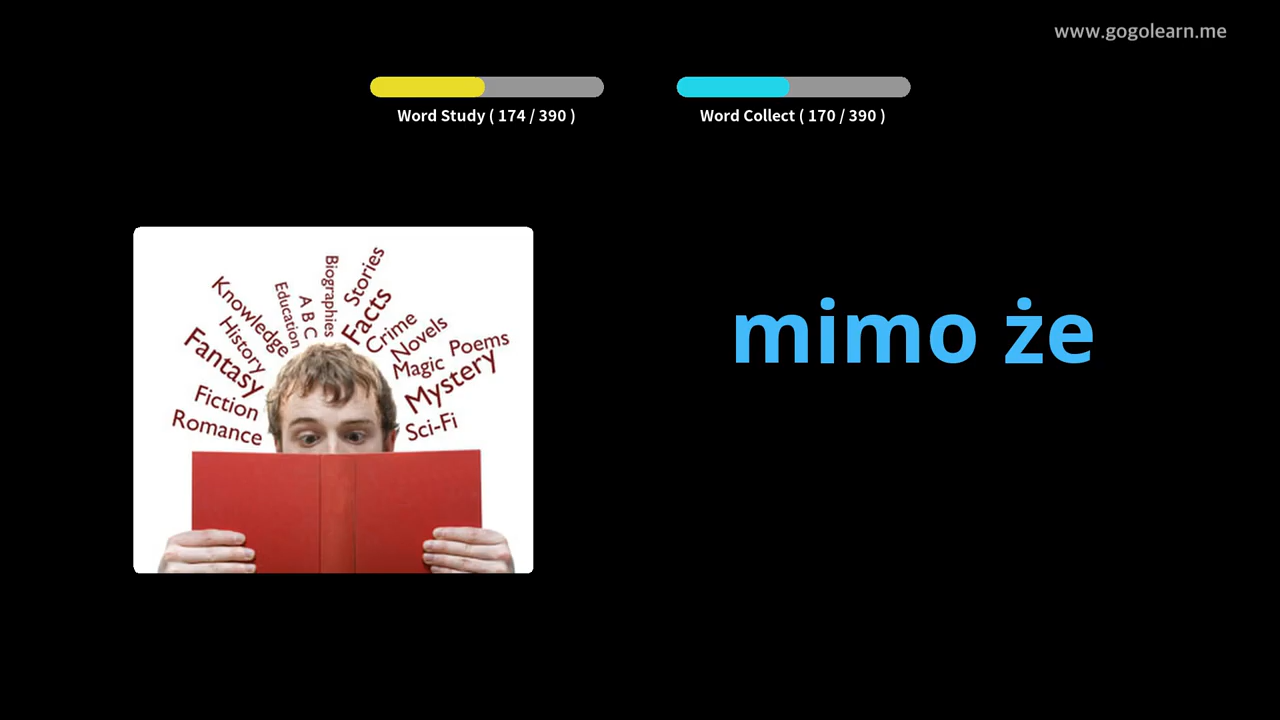 www.gogolearn.me
Word Study ( 174 / 390 )
Word Collect ( 170 / 390 )
Biographies
Stories
Education
A B C
Facts
Knowledge
Crime
History
Novels
Fantasy
Magic
Poems
Mystery
Fiction
Romance
Sci-Fi
mimo że